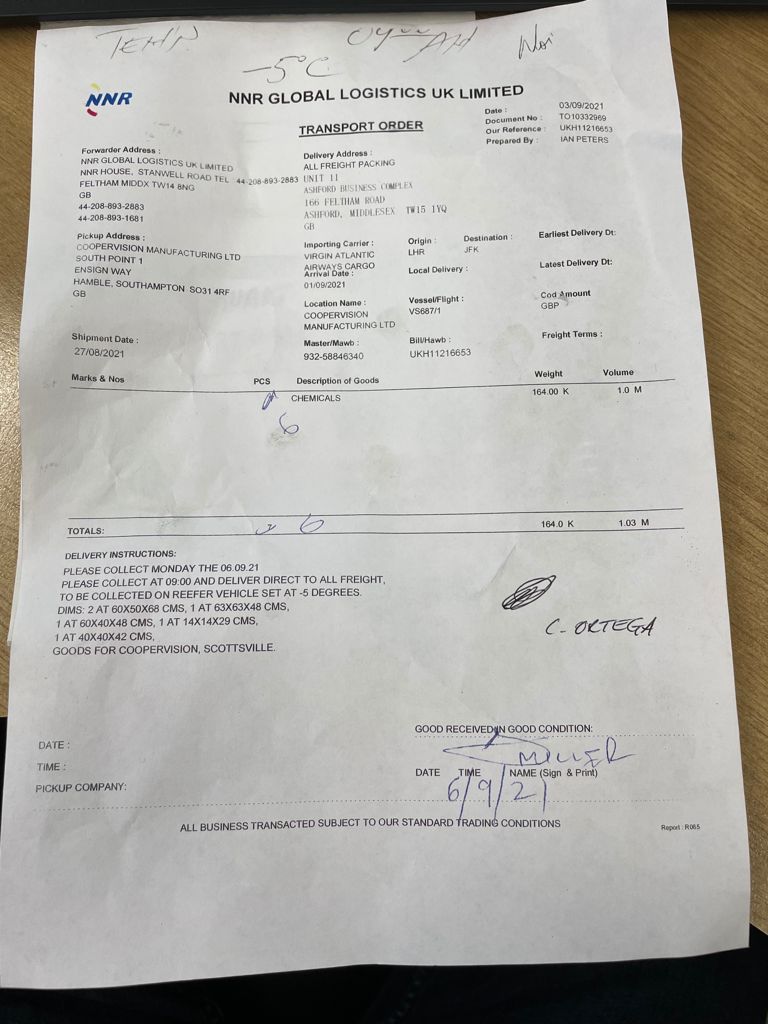 -5°C
NNR
NNR GLOBAL LOGISTICS UK LIMITED
TRANSPORT ORDER
Date : 03/09/2021
Document No : TO10332969
Our Reference : UKH11216653
Prepared By : IAN PETERS
Forwarder Address :
NNR GLOBAL LOGISTICS UK LIMITED
NNR HOUSE, STANWELL ROAD TEL :44-208-893-2883
FELTHAM MIDDX TW14 8NG
GB
44-208-893-2883
44-208-893-1681
Delivery Address :
ALL FREIGHT PACKING
UNIT 11
ASHFORD BUSINESS COMPLEX
166 FELTHAM ROAD
ASHFORD, MIDDLESEX TW15 1YQ
GB
Pickup Address :
COOPERVISION MANUFACTURING LTD
SOUTH POINT 1
ENSIGN WAY
HAMBLE, SOUTHAMPTON SO31 4RF
GB
Importing Carrier :
VIRGIN ATLANTIC
AIRWAYS CARGO
Origin :
LHR
Destination :
JFK
Earliest Delivery Dt:
Arrival Date :
01/09/2021
Local Delivery :
Latest Delivery Dt:
Location Name :
COOPERVISION
MANUFACTURING LTD
Vessel/Flight :
VS687/1
Cod Amount
GBP
Shipment Date :
27/08/2021
Master/Mawb :
932-58846340
Bill/Hawb :
UKH11216653
Freight Terms :
Marks & Nos PCS Description of Goods Weight Volume
CHEMICALS 164.00 K 1.0 M
6
TOTALS: 6 164.0 K 1.03 M
DELIVERY INSTRUCTIONS:
PLEASE COLLECT MONDAY THE 06.09.21
PLEASE COLLECT AT 09:00 AND DELIVER DIRECT TO ALL FREIGHT,
TO BE COLLECTED ON REEFER VEHICLE SET AT -5 DEGREES.
DIMS: 2 AT 60X50X68 CMS, 1 AT 63X63X48 CMS,
1 AT 60X40X48 CMS, 1 AT 14X14X29 CMS,
1 AT 40X40X42 CMS,
GOODS FOR COOPERVISION, SCOTTSVILLE.
C. ORTEGA
GOOD RECEIVED IN GOOD CONDITION:
MILLER
DATE TIME NAME (Sign & Print)
6/9/21
DATE :
TIME :
PICKUP COMPANY:
ALL BUSINESS TRANSACTED SUBJECT TO OUR STANDARD TRADING CONDITIONS
Report : R065